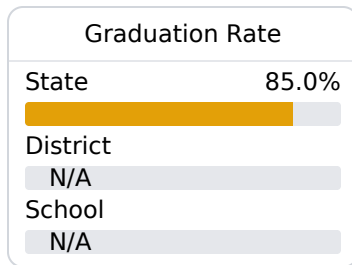 Graduation Rate
State 85.0%
District
N/A
School
N/A